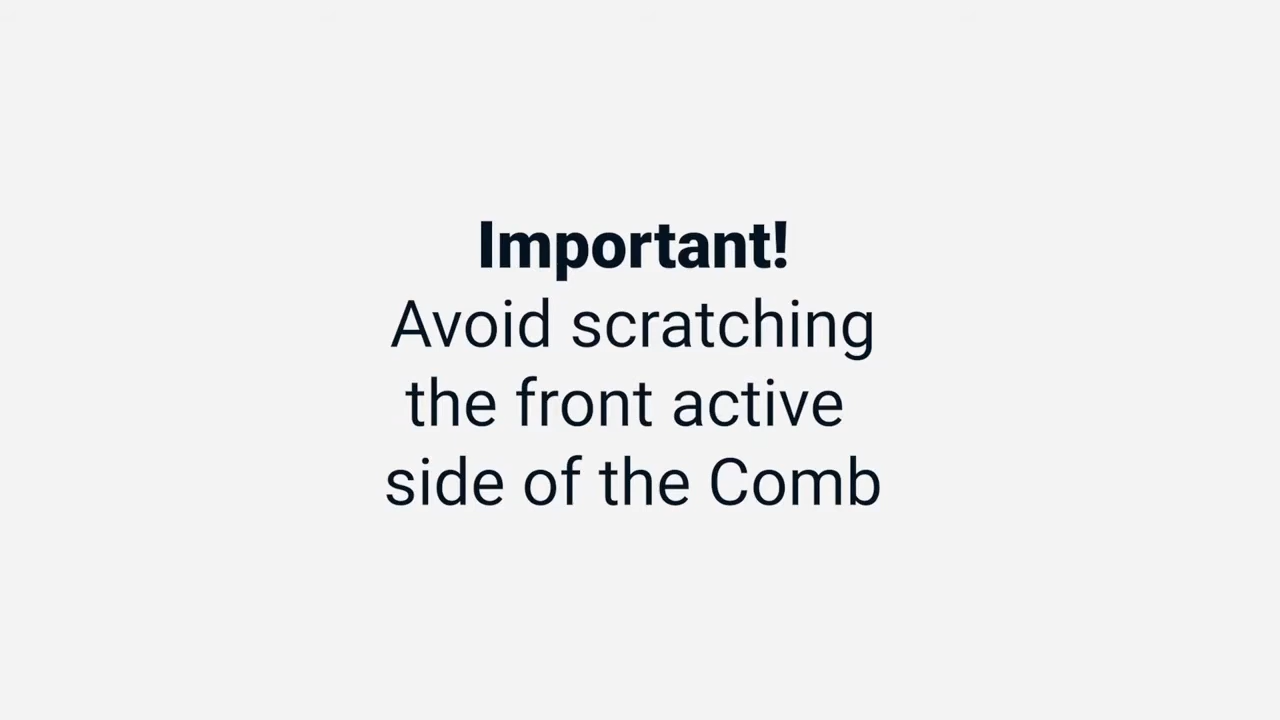 Important!
Avoid scratching
the front active
side of the Comb